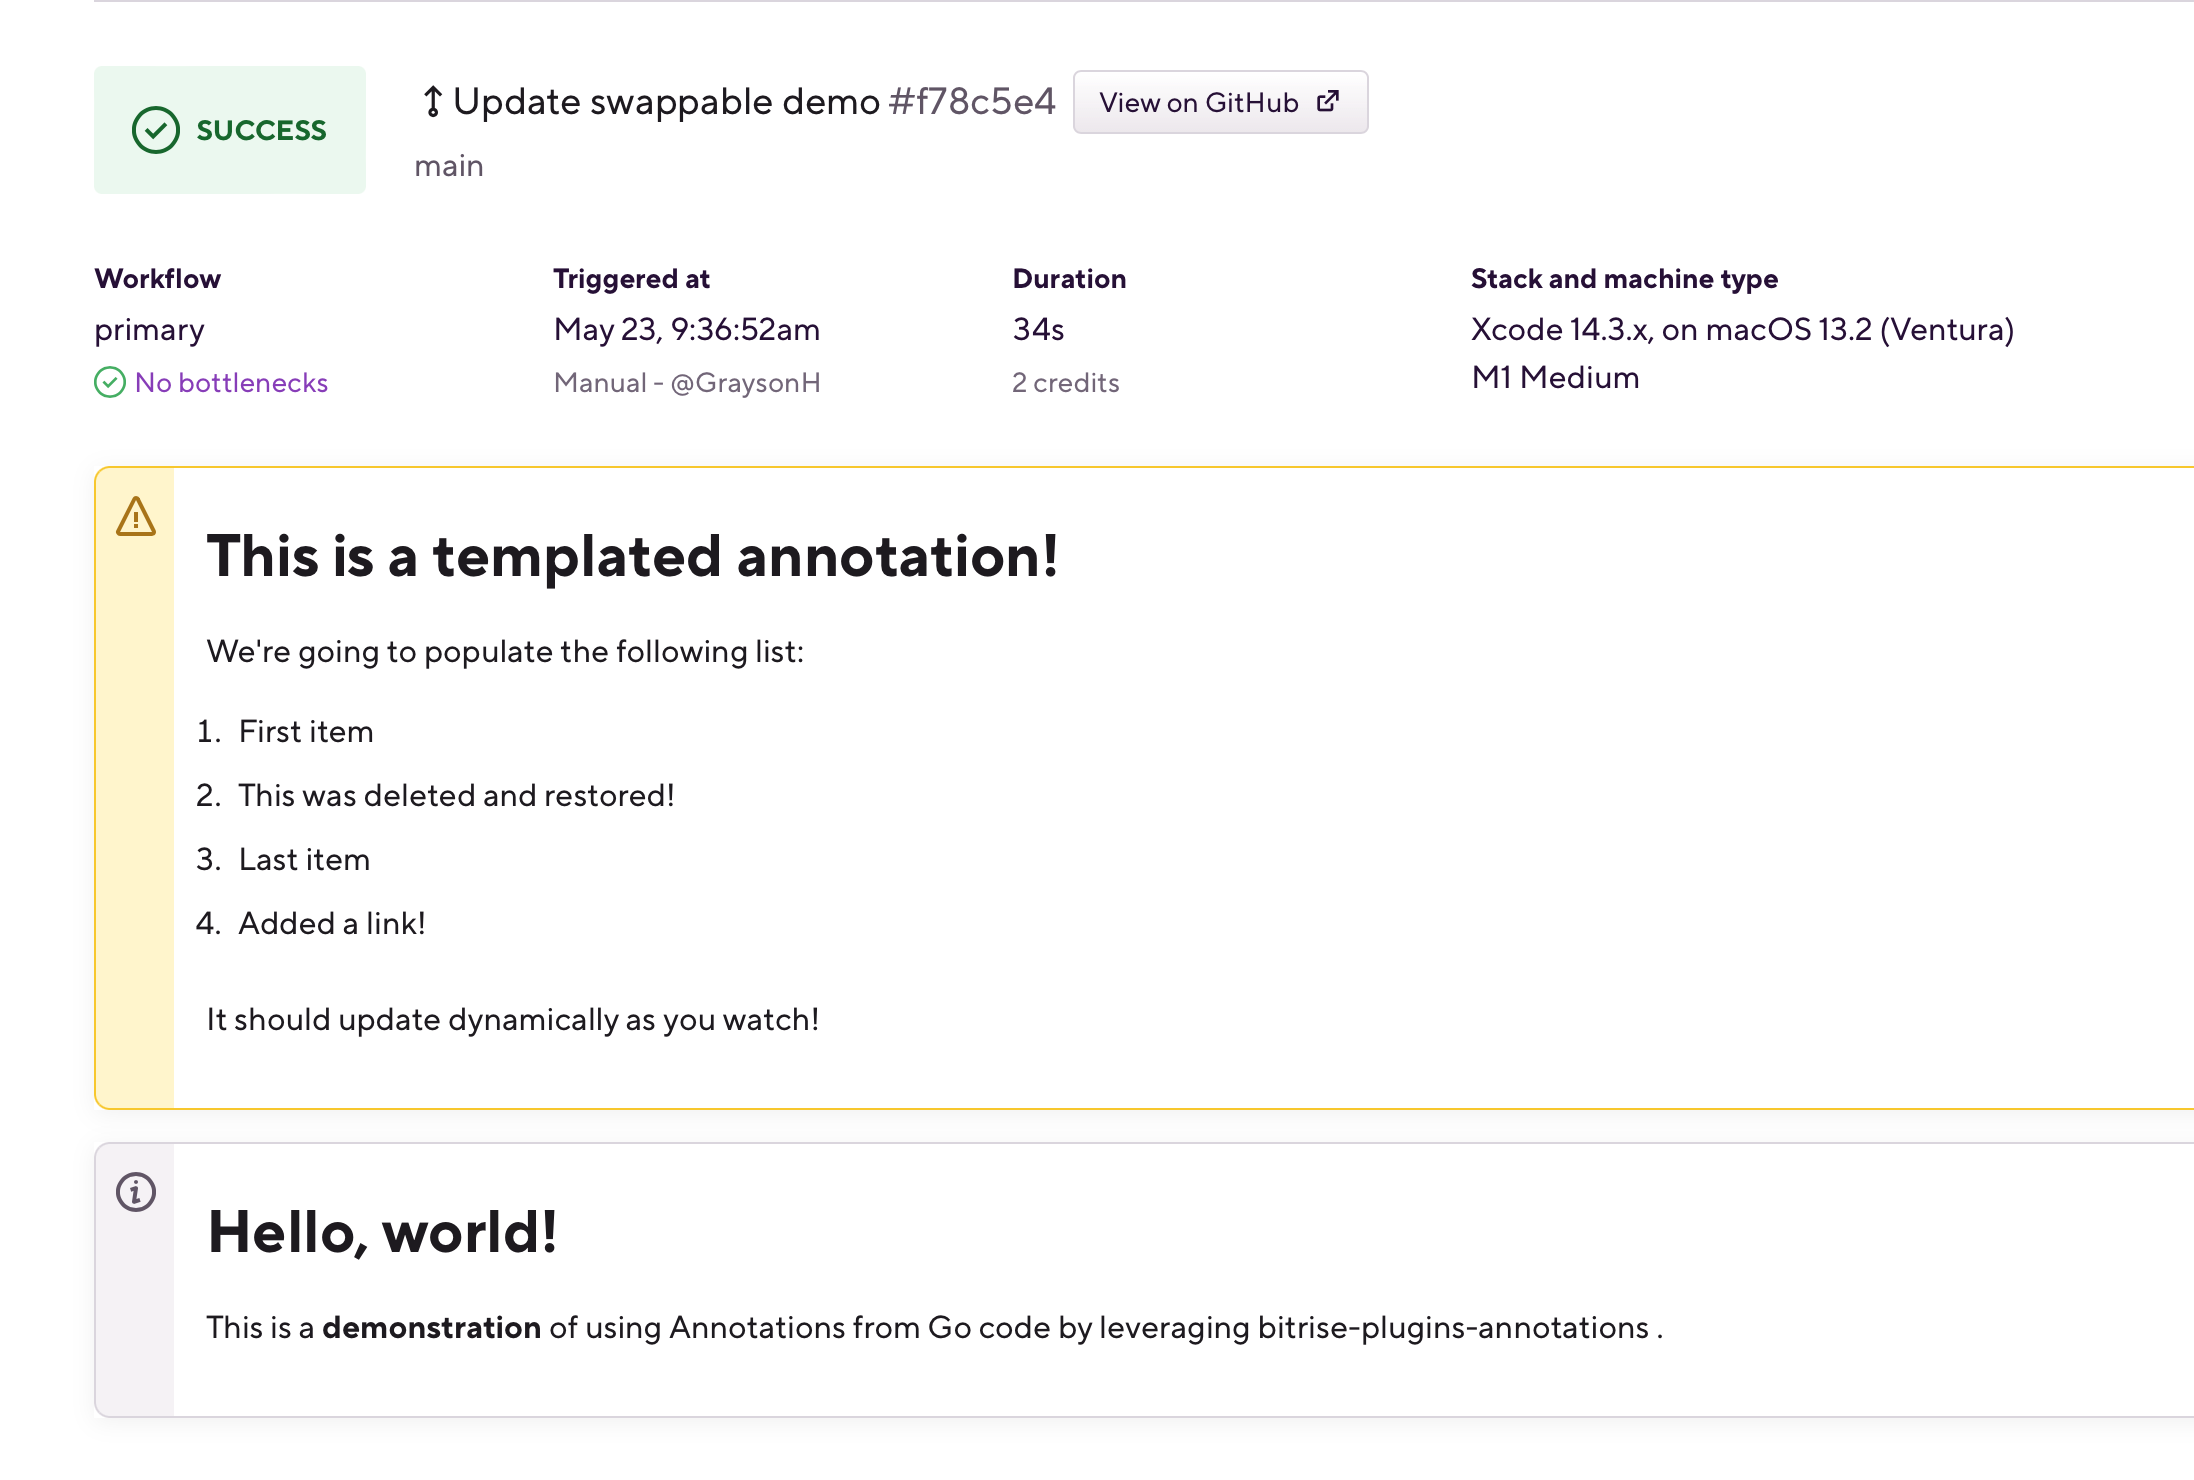 SUCCESS
Update swappable demo #f78c5e4
View on GitHub
main
Workflow
primary
No bottlenecks
Triggered at
May 23, 9:36:52am
Manual - @GraysonH
Duration
34s
2 credits
Stack and machine type
Xcode 14.3.x, on macOS 13.2 (Ventura)
M1 Medium
This is a templated annotation!
We're going to populate the following list:
1. First item
2. This was deleted and restored!
3. Last item
4. Added a link!
It should update dynamically as you watch!
Hello, world!
This is a demonstration of using Annotations from Go code by leveraging bitrise-plugins-annotations .